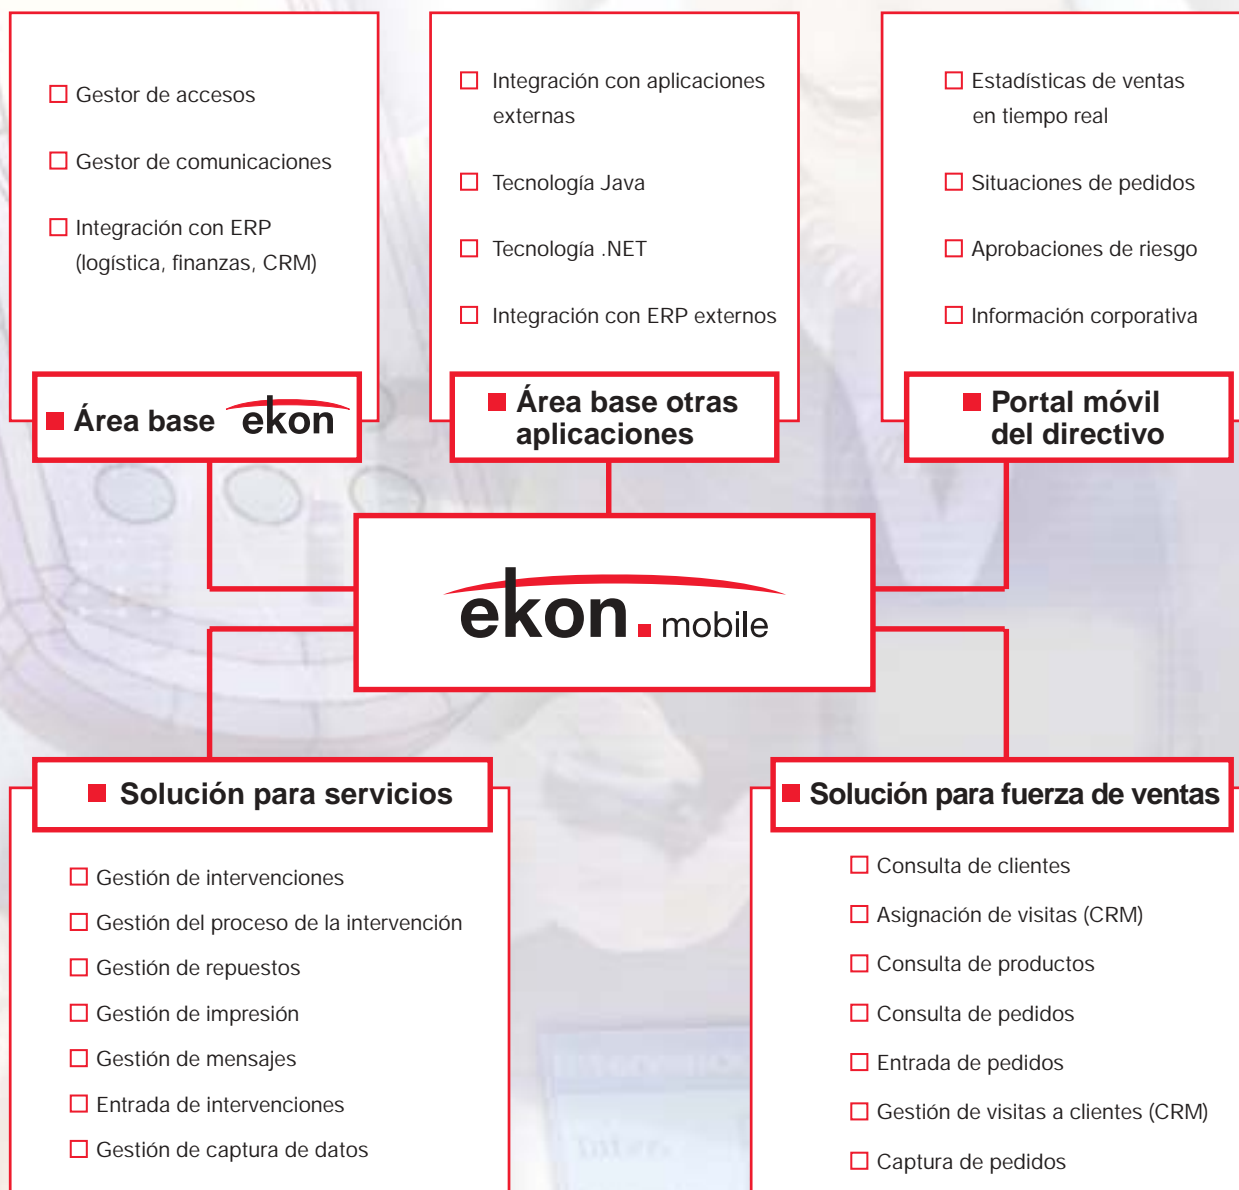 Gestor de accesos
Gestor de comunicaciones
Integración con ERP
(logística, finanzas, CRM)
Área base ekon
Integración con aplicaciones
externas
Tecnología Java
Tecnología .NET
Integración con ERP externos
Área base otras
aplicaciones
Estadísticas de ventas
en tiempo real
Situaciones de pedidos
Aprobaciones de riesgo
Información corporativa
Portal móvil
del directivo
ekon.mobile
Solución para servicios
Gestión de intervenciones
Gestión del proceso de la intervención
Gestión de repuestos
Gestión de impresión
Gestión de mensajes
Entrada de intervenciones
Gestión de captura de datos
Solución para fuerza de ventas
Consulta de clientes
Asignación de visitas (CRM)
Consulta de productos
Consulta de pedidos
Entrada de pedidos
Gestión de visitas a clientes (CRM)
Captura de pedidos